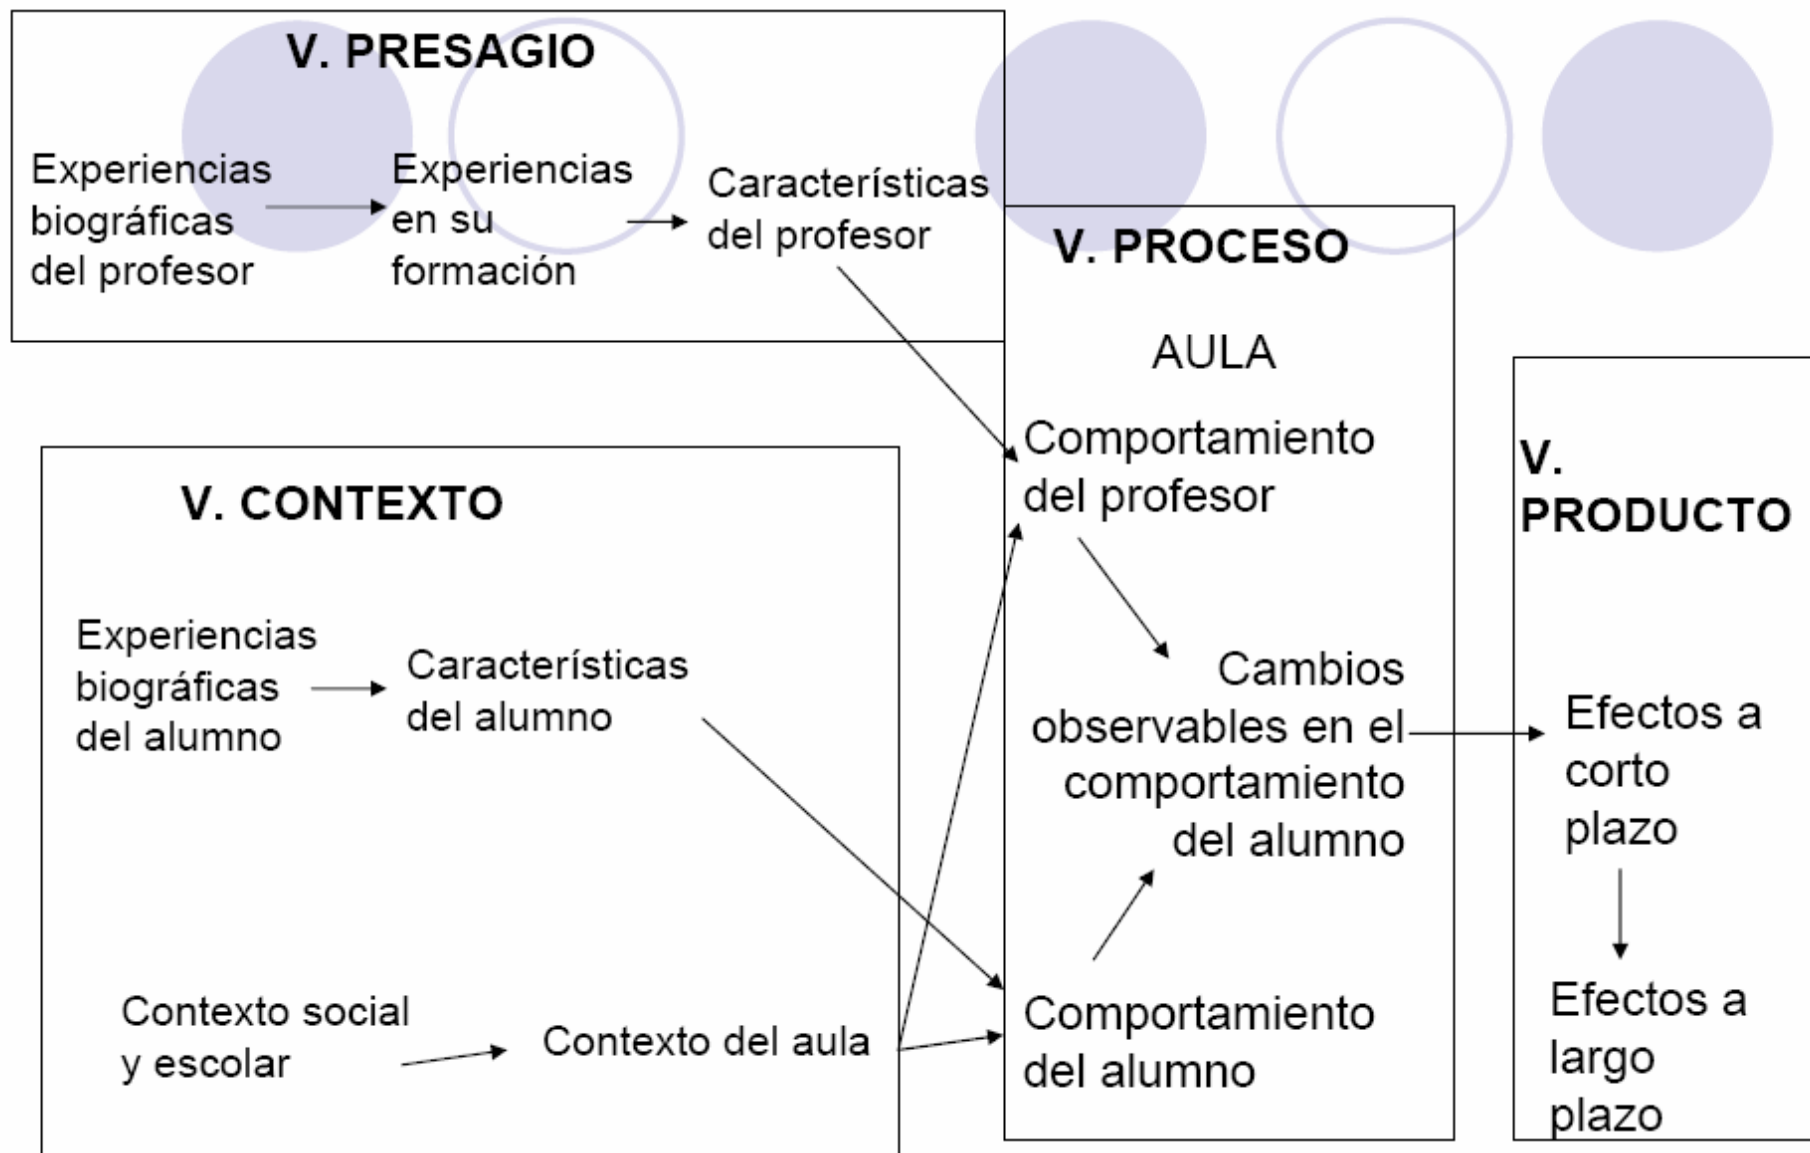 V. PRESAGIO
Experiencias
biográficas
del profesor
Experiencias
en su
formación
Características
del profesor
V. PROCESO
AULA
Comportamiento
del profesor
Cambios
observables en el
comportamiento
del alumno
Comportamiento
del alumno
V. CONTEXTO
Experiencias
biográficas
del alumno
Características
del alumno
Contexto social
y escolar
Contexto del aula
V.
PRODUCTO
Efectos a
corto
plazo
Efectos a
largo
plazo